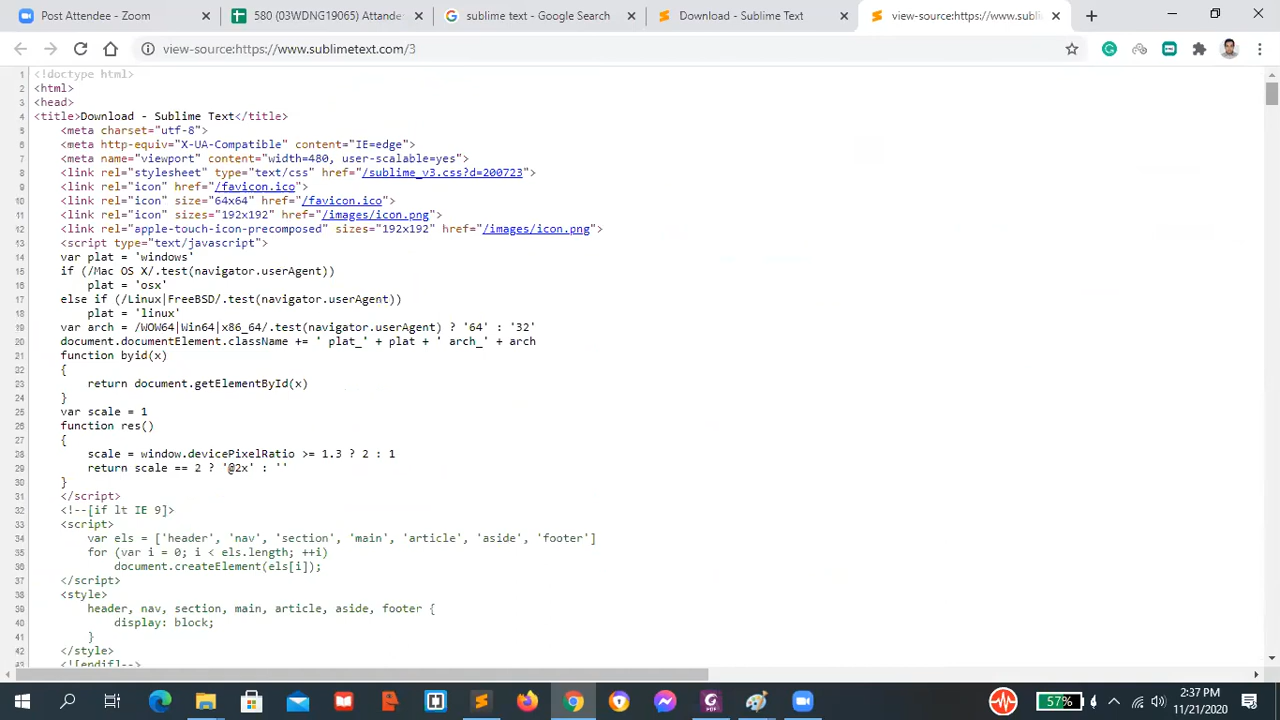 Post Attendee - Zoom
580 (03WDNG19065) Attendan
sublime text - Google Search
Download - Sublime Text
view-source:https://www.subli
view-source:https://www.sublimetext.com/3
1 <!doctype html>
2 <html>
3 <head>
4 <title>Download - Sublime Text</title>
5 <meta charset="utf-8">
6 <meta http-equiv="X-UA-Compatible" content="IE=edge">
7 <meta name="viewport" content="width=480, user-scalable=yes">
8 <link rel="stylesheet" type="text/css" href="/sublime_v3.css?d=200723">
9 <link rel="icon" href="/favicon.ico">
10 <link rel="icon" size="64x64" href="/favicon.ico">
11 <link rel="icon" sizes="192x192" href="/images/icon.png">
12 <link rel="apple-touch-icon-precomposed" sizes="192x192" href="/images/icon.png">
13 <script type="text/javascript">
14 var plat = 'windows'
15 if (/Mac OS X/.test(navigator.userAgent))
16 plat = 'osx'
17 else if (/Linux|FreeBSD/.test(navigator.userAgent))
18 plat = 'linux'
19 var arch = /WOW64|Win64|x86_64/.test(navigator.userAgent) ? '64' : '32'
20 document.documentElement.className += ' plat_' + plat + ' arch_' + arch
21 function byid(x)
22 {
23 return document.getElementById(x)
24 }
25 var scale = 1
26 function res()
27 {
28 scale = window.devicePixelRatio >= 1.3 ? 2 : 1
29 return scale == 2 ? '@2x' : ''
30 }
31 </script>
32 <!--[if lt IE 9]>
33 <script>
34 var els = ['header', 'nav', 'section', 'main', 'article', 'aside', 'footer']
35 for (var i = 0; i < els.length; ++i)
36 document.createElement(els[i]);
37 </script>
38 <style>
39 header, nav, section, main, article, aside, footer {
40 display: block;
41 }
42 </style>
43 <![endif]-->
57%
2:37 PM
11/21/2020